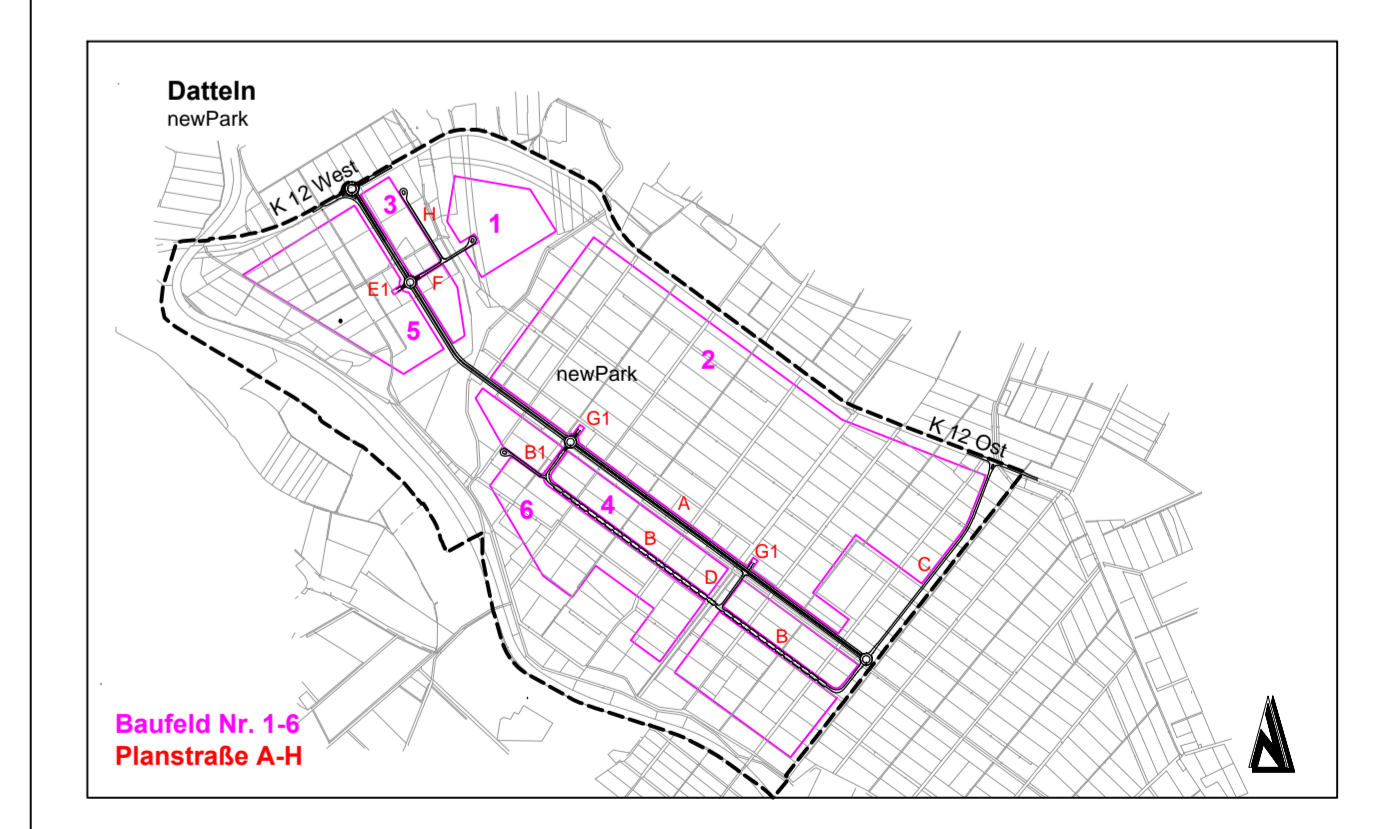 Datteln
newPark
K 12 West
3
H
1
E1
F
5
2
newPark
G1
K 12 Ost
B1
6
4
A
B
G1
D
C
B
Baufeld Nr. 1-6
Planstraße A-H
N